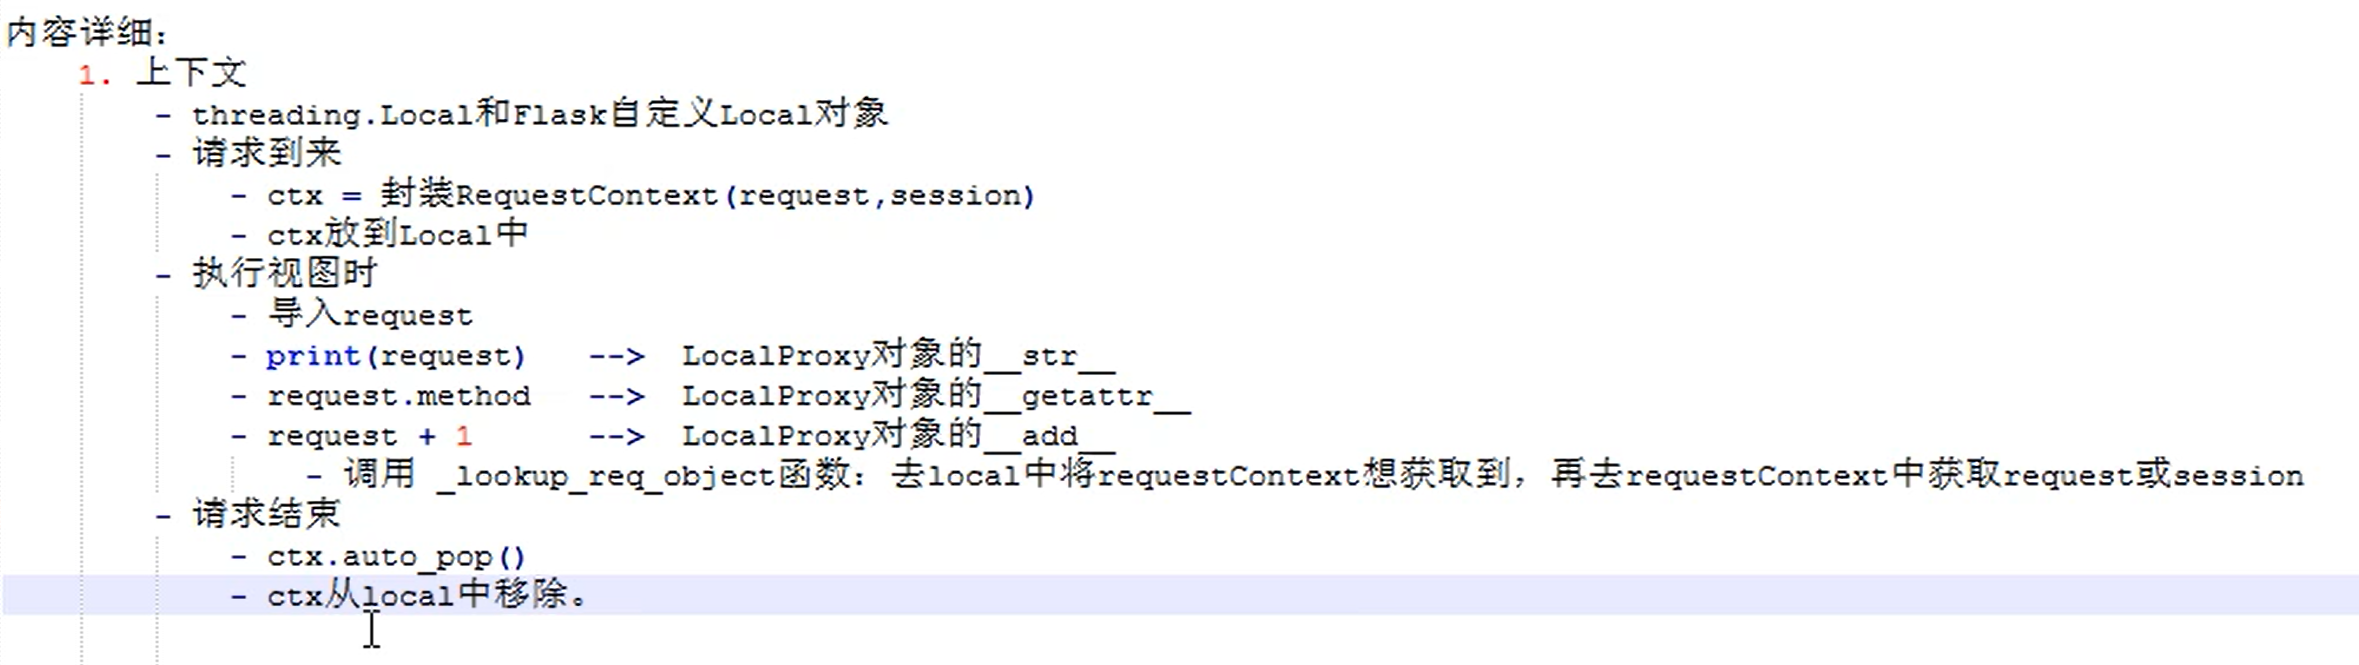 内容详细：
1. 上下文
- threading.Local和Flask自定义Local对象
- 请求到来
- ctx = 封装RequestContext(request,session)
- ctx放到Local中
- 执行视图时
- 导入request
- print(request) --> LocalProxy对象的__str__
- request.method --> LocalProxy对象的__getattr__
- request + 1 --> LocalProxy对象的__add__
- 调用 _lookup_req_object函数：去local中将requestContext想获取到，再去requestContext中获取request或session
- 请求结束
- ctx.auto_pop()
- ctx从local中移除。